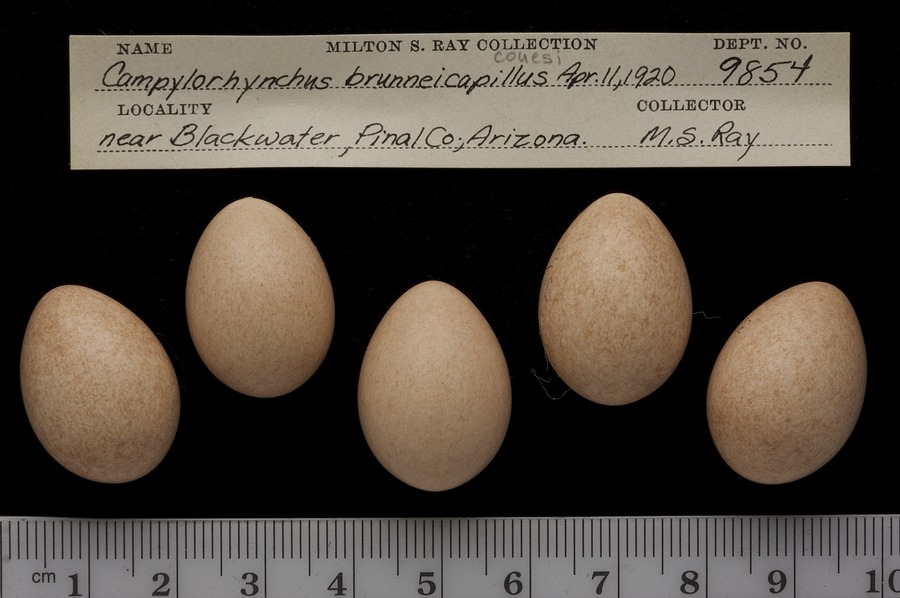 NAME MILTON S. RAY COLLECTION DEPT. NO.
couesi
Campylorhynchus brunneicapillus Apr. 11, 1920 9854
LOCALITY COLLECTOR
near Blackwater, Pinal Co., Arizona. M.S. Ray
cm 1 2 3 4 5 6 7 8 9 10